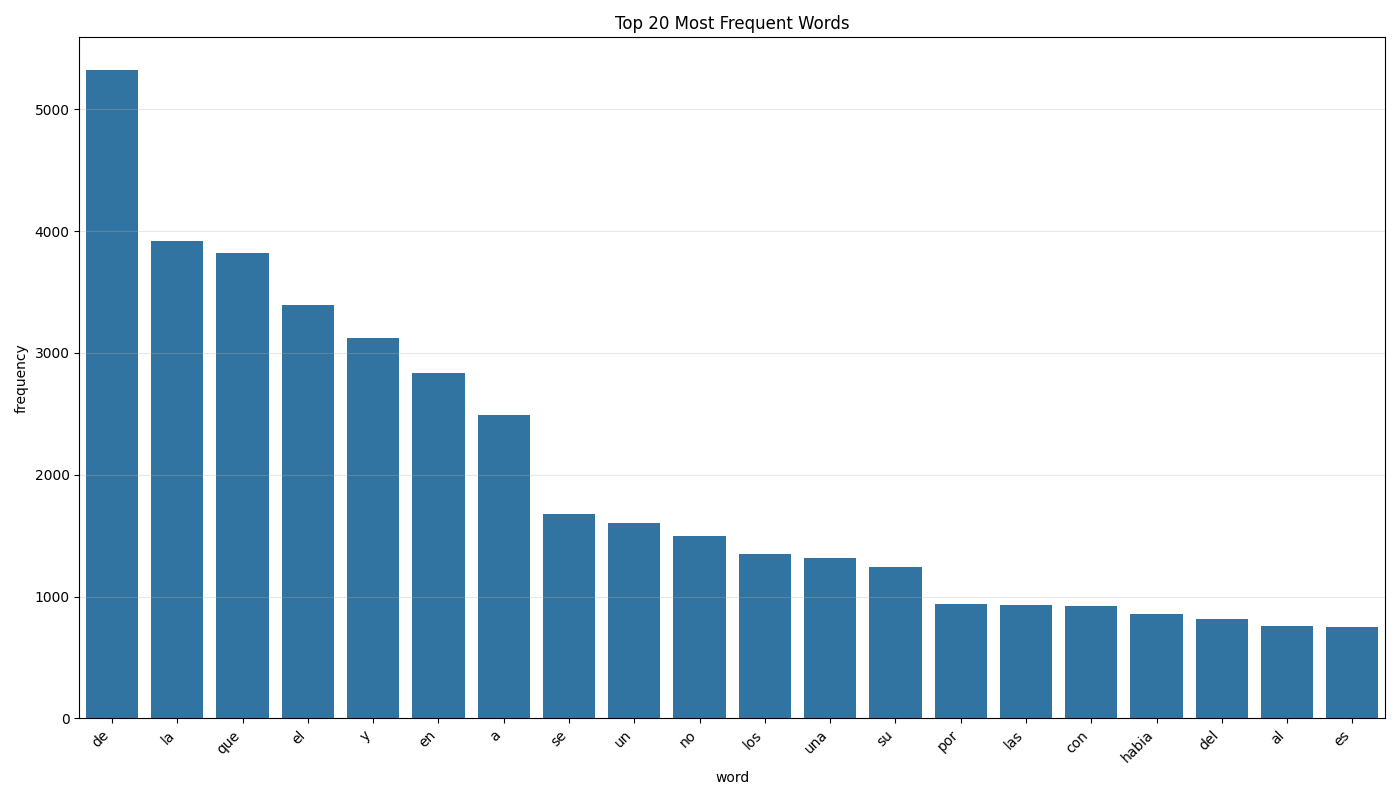 Top 20 Most Frequent Words
frequency
5000
4000
3000
2000
1000
0
de la que el y en a se un no los una su por las con habia del al es
word